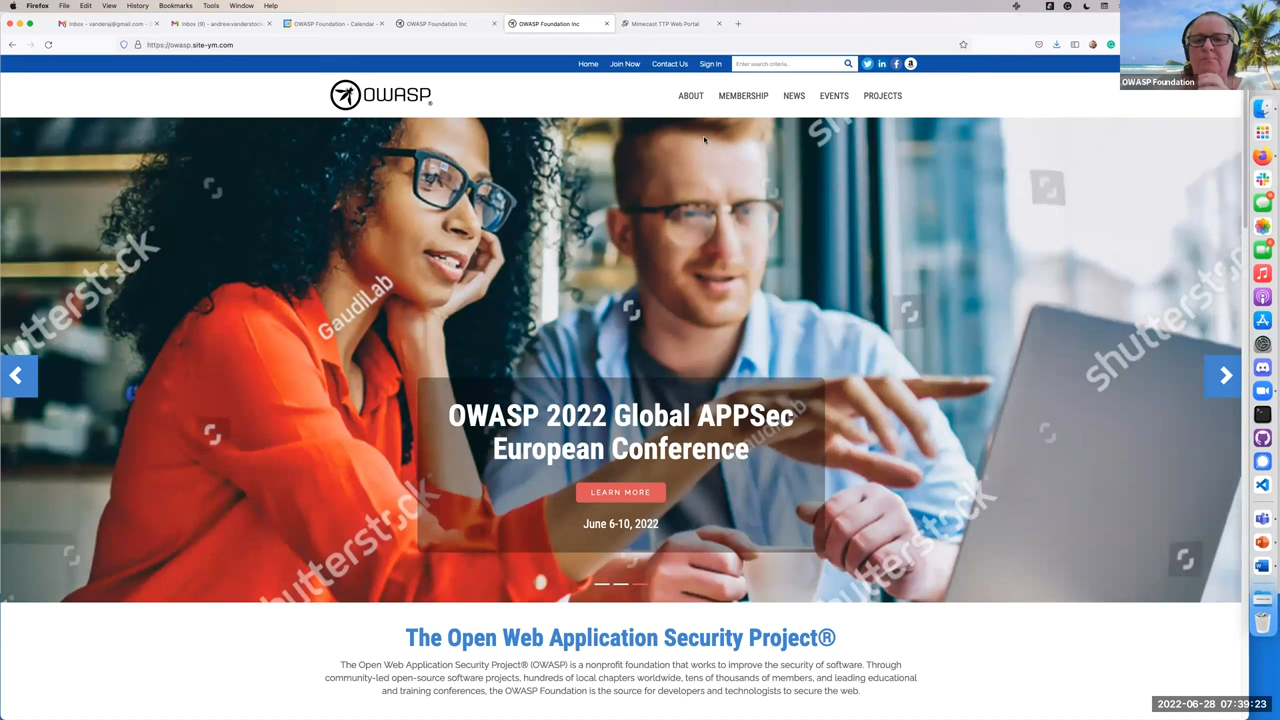 Firefox File Edit View History Bookmarks Tools Window Help
Inbox - vanderaj@gmail.com -
Inbox (9) - andrew.vanderstock
OWASP Foundation - Calendar -
OWASP Foundation Inc
OWASP Foundation Inc
Mimecast TTP Web Portal
https://owasp.site-ym.com
OWASP Foundation
Home Join Now Contact Us Sign In
Enter search criteria...
OWASP®
ABOUT MEMBERSHIP NEWS EVENTS PROJECTS
shutterstock
GaudiLab
shutterstock
OWASP 2022 Global APPSec
European Conference
LEARN MORE
June 6-10, 2022
shutterstock
shutterstock
The Open Web Application Security Project®
The Open Web Application Security Project® (OWASP) is a nonprofit foundation that works to improve the security of software. Through
community-led open-source software projects, hundreds of local chapters worldwide, tens of thousands of members, and leading educational
and training conferences, the OWASP Foundation is the source for developers and technologists to secure the web.
2022-06-28 07:39:23